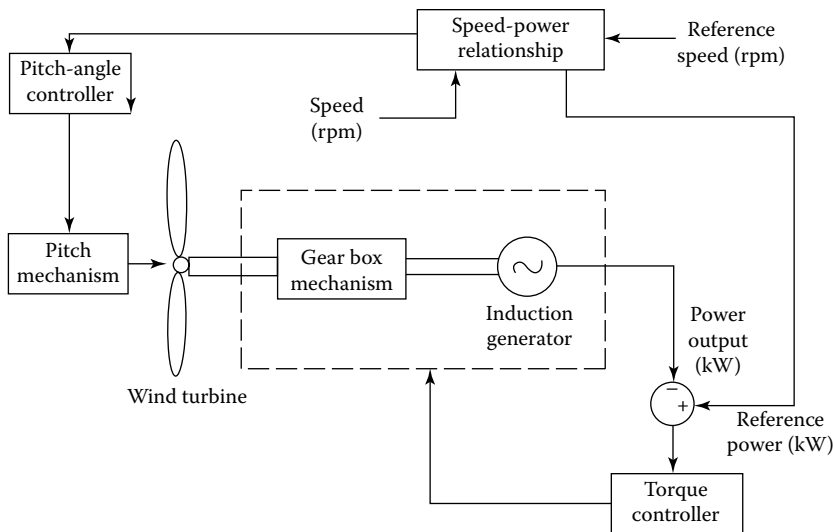 Speed-power
relationship
Reference
speed (rpm)
Pitch-angle
controller
Speed
(rpm)
Pitch
mechanism
Gear box
mechanism
Induction
generator
Power
output
(kW)
Wind turbine
−
+
Reference
power (kW)
Torque
controller